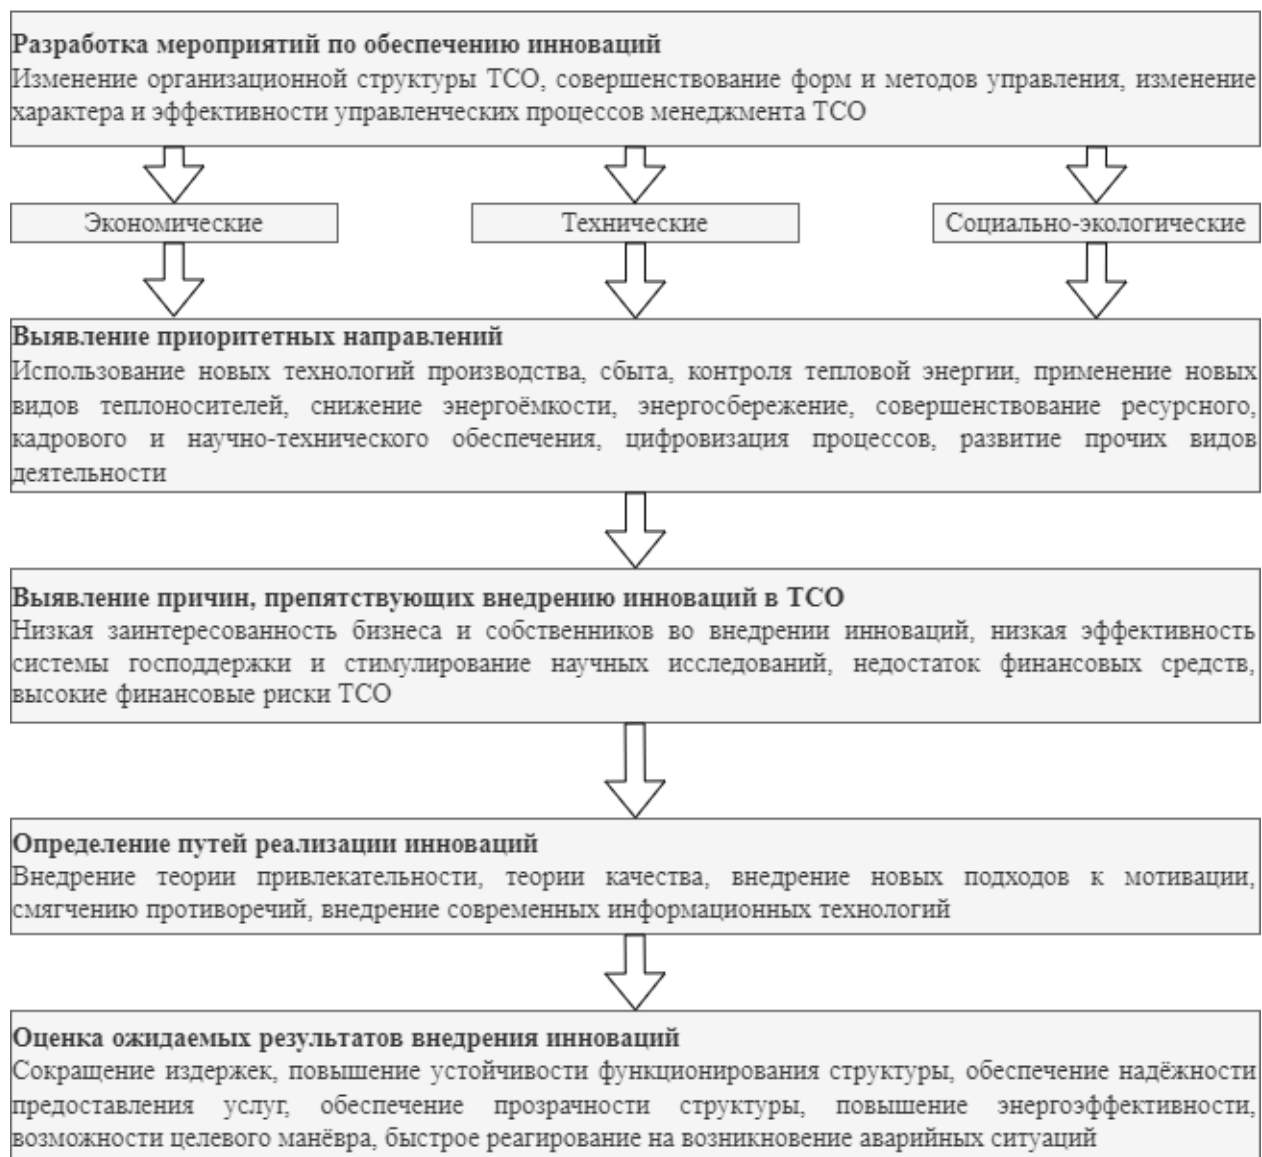 Разработка мероприятий по обеспечению инноваций
Изменение организационной структуры ТСО, совершенствование форм и методов управления, изменение
характера и эффективности управленческих процессов менеджмента ТСО
Экономические
Технические
Социально-экологические
Выявление приоритетных направлений
Использование новых технологий производства, сбыта, контроля тепловой энергии, применение новых
видов теплоносителей, снижение энергоёмкости, энергосбережение, совершенствование ресурсного,
кадрового и научно-технического обеспечения, цифровизация процессов, развитие прочих видов
деятельности
Выявление причин, препятствующих внедрению инноваций в ТСО
Низкая заинтересованность бизнеса и собственников во внедрении инноваций, низкая эффективность
системы господдержки и стимулирование научных исследований, недостаток финансовых средств,
высокие финансовые риски ТСО
Определение путей реализации инноваций
Внедрение теории привлекательности, теории качества, внедрение новых подходов к мотивации,
смягчению противоречий, внедрение современных информационных технологий
Оценка ожидаемых результатов внедрения инноваций
Сокращение издержек, повышение устойчивости функционирования структуры, обеспечение надёжности
предоставления услуг, обеспечение прозрачности структуры, повышение энергоэффективности,
возможности целевого манёвра, быстрое реагирование на возникновение аварийных ситуаций